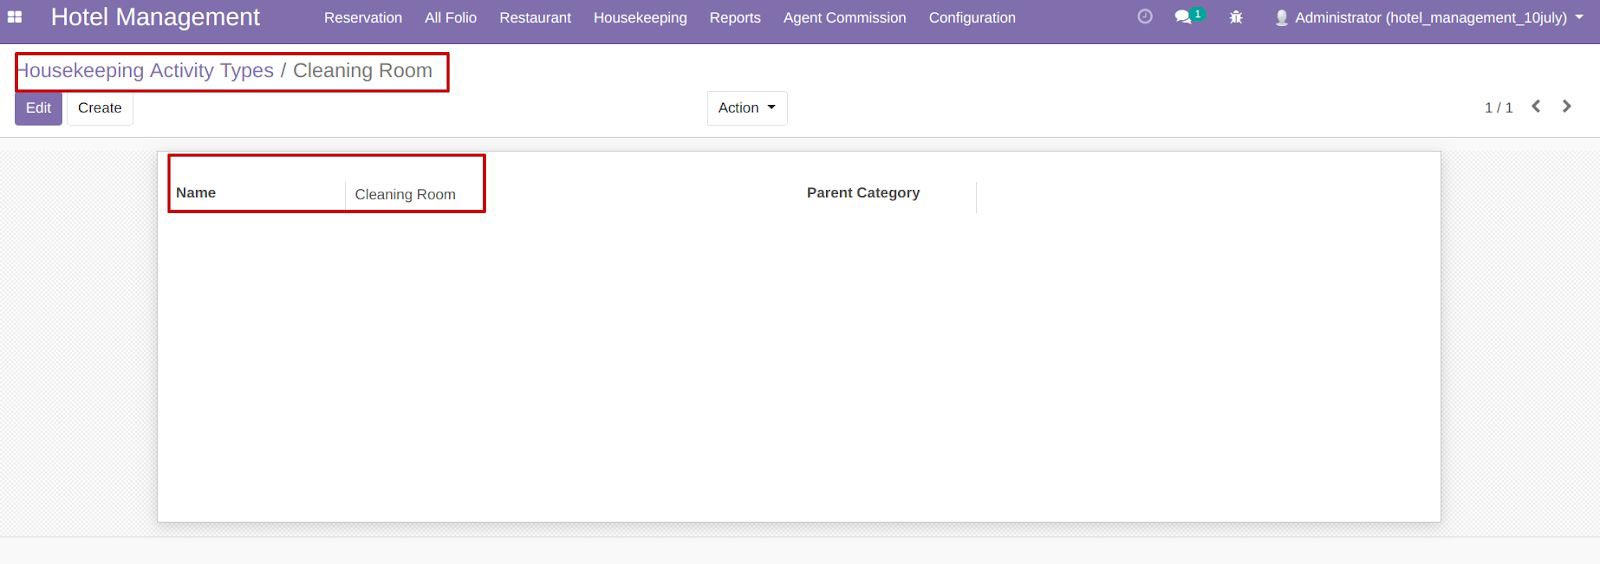 Hotel Management Reservation All Folio Restaurant Housekeeping Reports Agent Commission Configuration 1 Administrator (hotel_management_10july)
Housekeeping Activity Types / Cleaning Room
Edit Create Action 1 / 1
Name Cleaning Room Parent Category